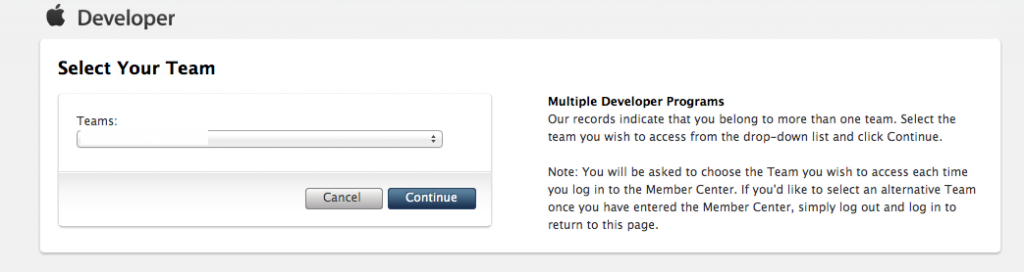 Developer
Select Your Team
Teams:
Cancel
Continue
Multiple Developer Programs
Our records indicate that you belong to more than one team. Select the
team you wish to access from the drop-down list and click Continue.
Note: You will be asked to choose the Team you wish to access each time
you log in to the Member Center. If you'd like to select an alternative Team
once you have entered the Member Center, simply log out and log in to
return to this page.